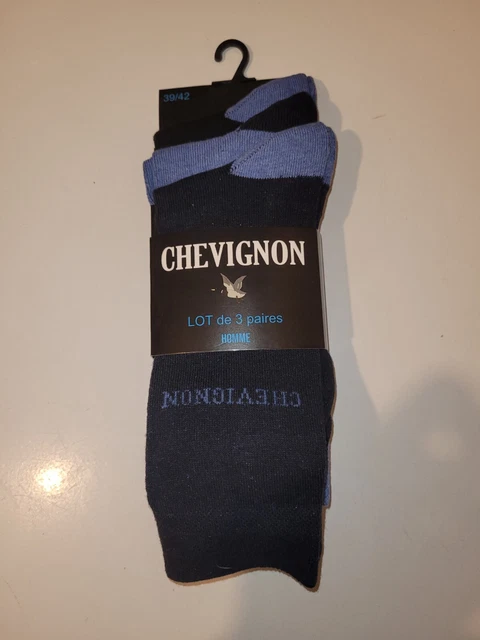 39/42
CHEVIGNON
LOT de 3 paires
HOMME
CHEVIGNON